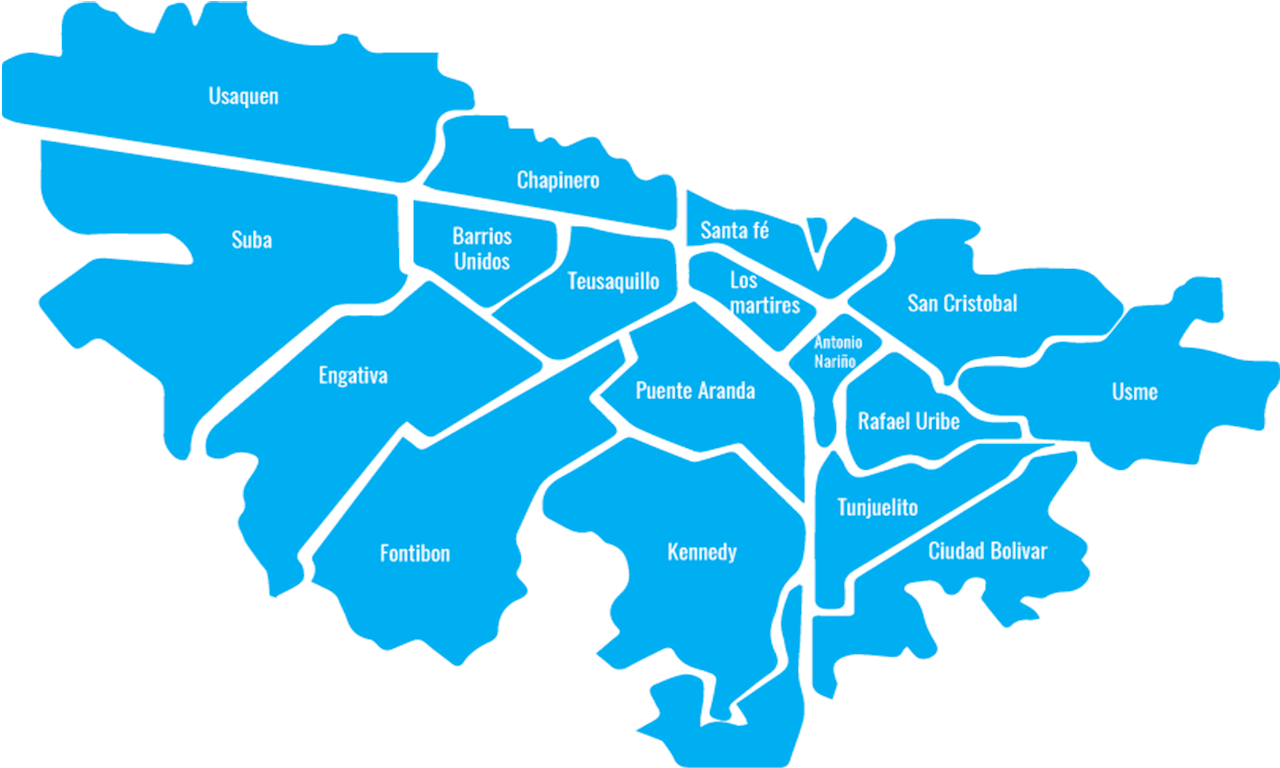 Usaquen
Chapinero
Suba
Barrios
Unidos
Santa fé
Teusaquillo
Los
martires
San Cristobal
Antonio
Nariño
Engativa
Puente Aranda
Usme
Rafael Uribe
Tunjuelito
Fontibon
Kennedy
Ciudad Bolivar